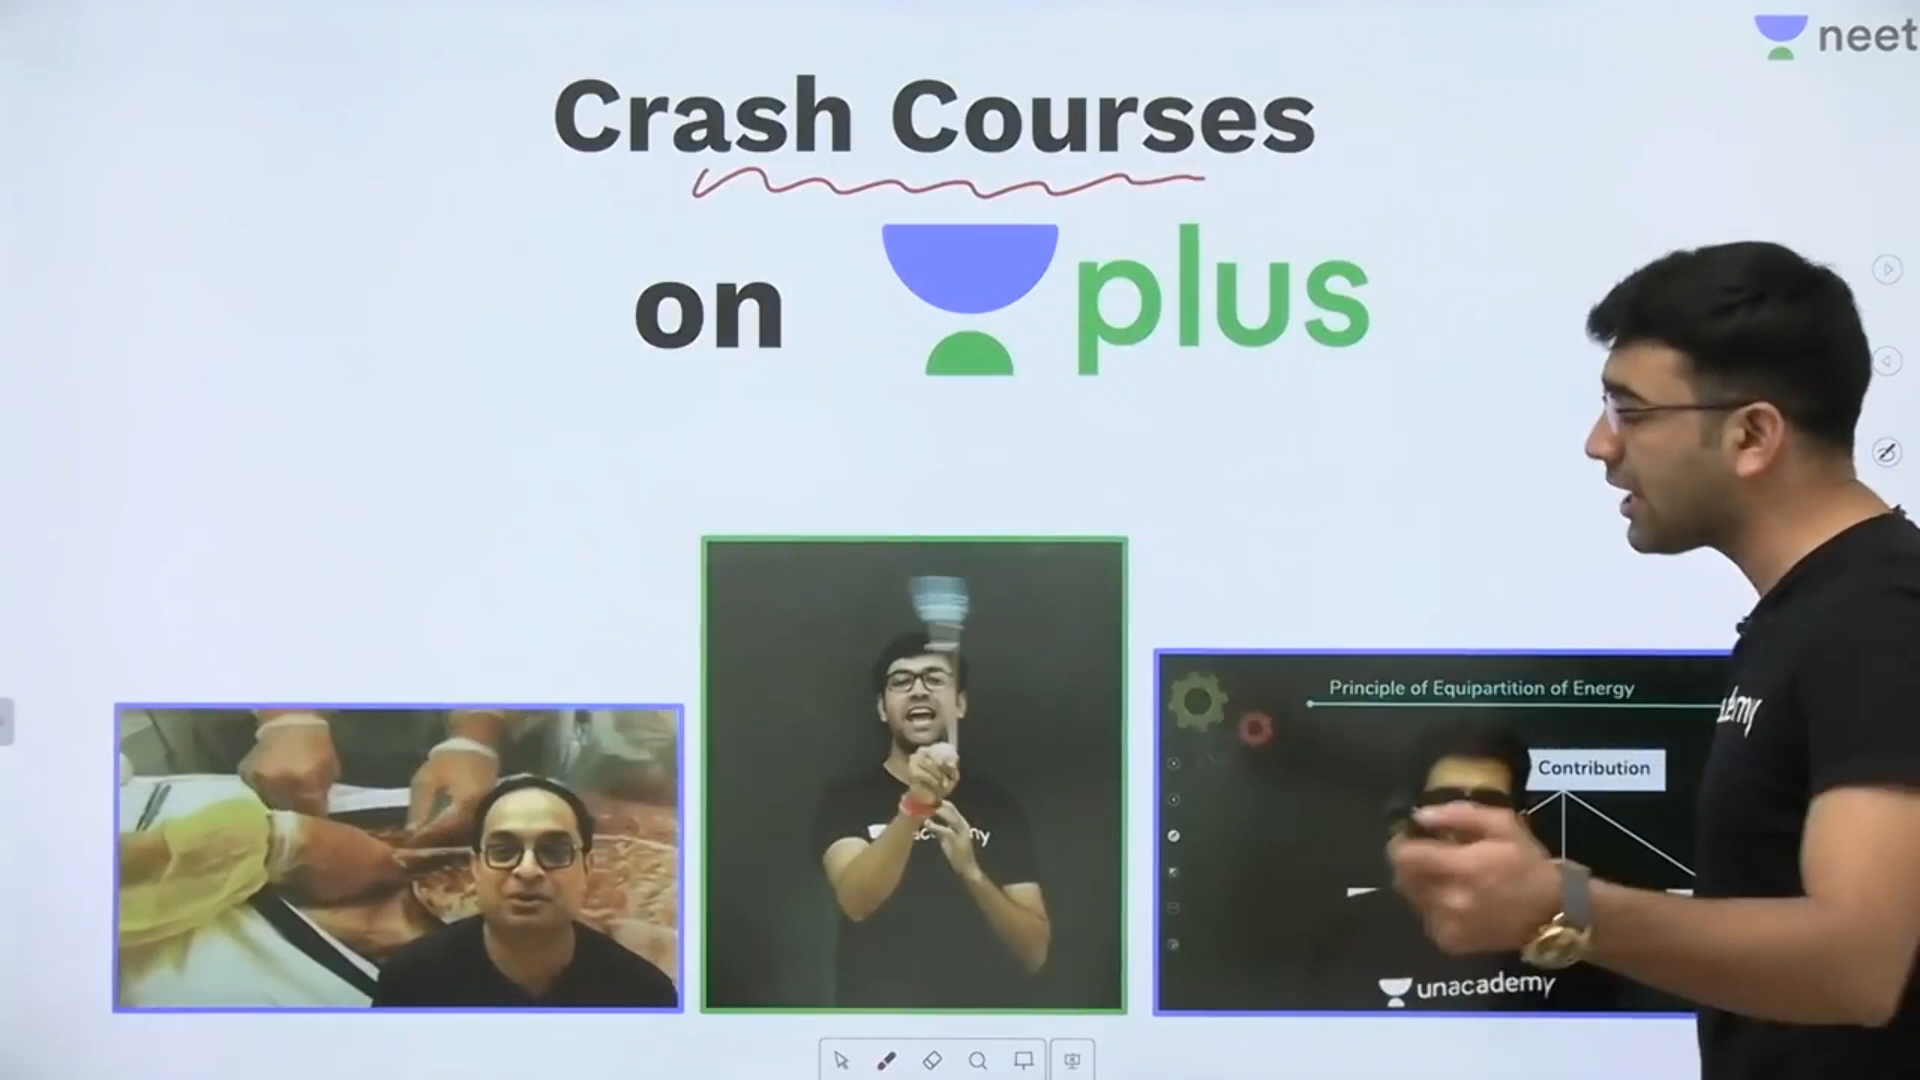 neet
Crash Courses
on plus
Principle of Equipartition of Energy
Contribution
unacademy